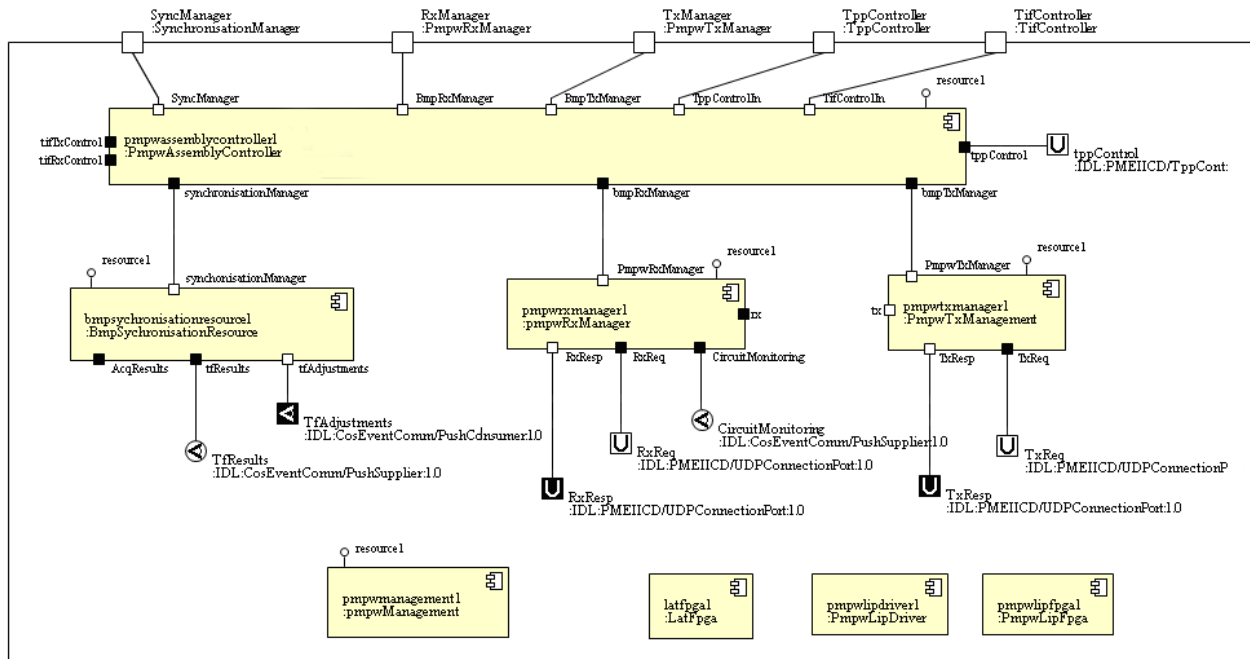 SyncManager
:SynchronisationManager
RxManager
:PmpwRxManager
TxManager
:PmpwTxManager
TppController
:TppController
TifController
:TifController
SyncManager
BmpRxManager
BmpTxManager
TppControlIn
TifControlIn
resource1
tifTxControl
tifRxControl
pmpwassemblycontroller1
:PmpwAssemblyController
tppControl
tppControl
:IDL:PMEIICD/TppCont:
synchronisationManager
bmpRxManager
bmpTxManager
resource1
synchonisationManager
PmpwRxManager
resource1
PmpwTxManager
resource1
bmpsychronisationresource1
:BmpSychronisationResource
pmpwrxmanager1
:pmpwRxManager
rx
tx
pmpwtxmanager1
:PmpwTxManagement
AcqResults
tfResults
tfAdjustments
RxResp
RxReq
CircuitMonitoring
TxResp
TxReq
TfAdjustments
:IDL:CosEventComm/PushCdnsumer:1.0
TfResults
:IDL:CosEventComm/PushSupplier:1.0
CircuitMonitoring
:IDL:CosEventComm/PushSupplier:1.0
RxReq
:IDL:PMEIICD/UDPConnectionPort:1.0
RxResp
:IDL:PMEIICD/UDPConnectionPort:1.0
TxReq
:IDL:PMEIICD/UDPConnectionP
TxResp
:IDL:PMEIICD/UDPConnectionPort:1.0
resource1
pmpwmanagement1
:pmpwManagement
latfpga1
:LatFpga
pmpwlipdriver1
:PmpwLipDriver
pmpwlipfpga1
:PmpwLipFpga